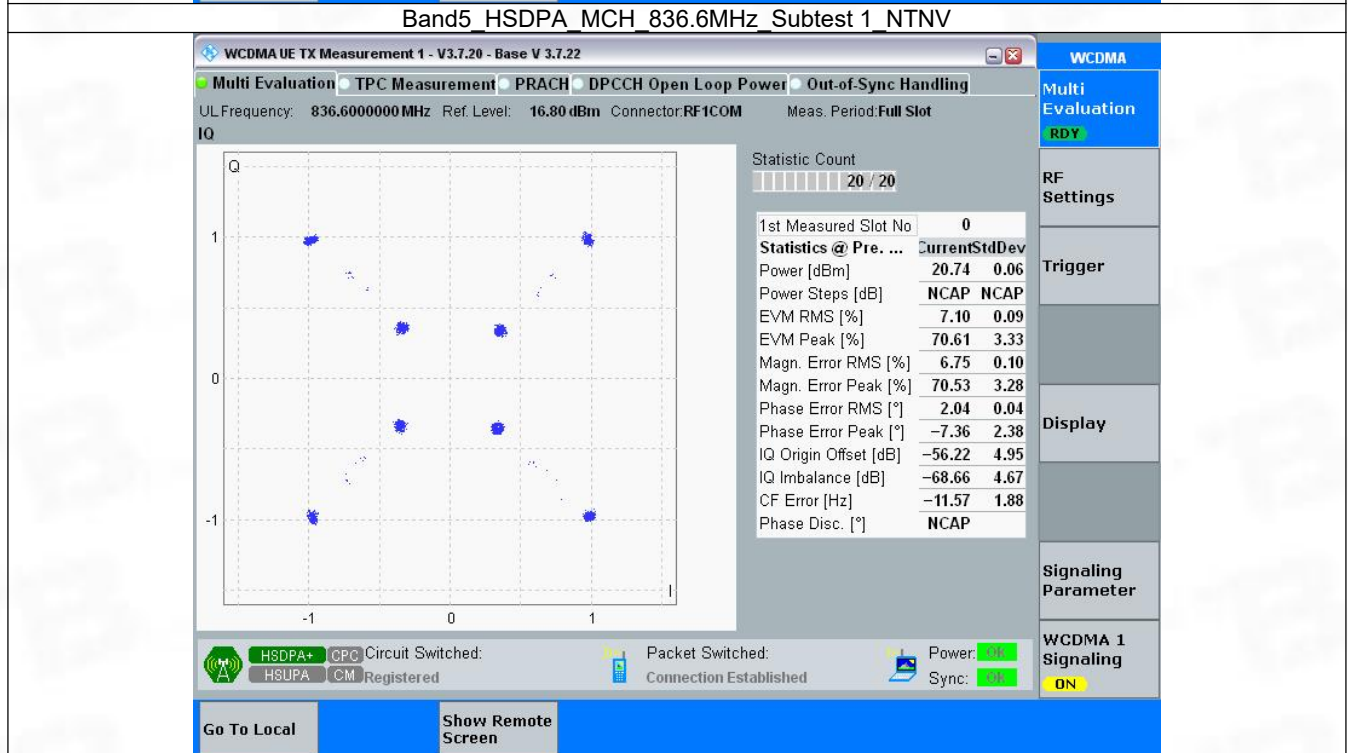 Band5_HSDPA_MCH_836.6MHz_Subtest 1_NTNV
WCDMA UE TX Measurement 1 - V3.7.20 - Base V 3.7.22
WCDMA
Multi Evaluation TPC Measurement PRACH DPCCH Open Loop Power Out-of-Sync Handling
Multi
Evaluation
RDY
UL Frequency: 836.6000000 MHz Ref. Level: 16.80 dBm Connector:RF1COM Meas. Period:Full Slot
IQ
Q
1
0
-1
I
-1 0 1
Statistic Count
20 / 20
1st Measured Slot No 0
Statistics @ Pre. ... Current StdDev
Power [dBm] 20.74 0.06
Power Steps [dB] NCAP NCAP
EVM RMS [%] 7.10 0.09
EVM Peak [%] 70.61 3.33
Magn. Error RMS [%] 6.75 0.10
Magn. Error Peak [%] 70.53 3.28
Phase Error RMS [°] 2.04 0.04
Phase Error Peak [°] −7.36 2.38
IQ Origin Offset [dB] −56.22 4.95
IQ Imbalance [dB] −68.66 4.67
CF Error [Hz] −11.57 1.88
Phase Disc. [°] NCAP
RF
Settings
Trigger
Display
Signaling
Parameter
WCDMA 1
Signaling
ON
HSDPA+ CPC Circuit Switched: Packet Switched: Power: OK
HSUPA CM Registered Connection Established Sync: OK
Go To Local
Show Remote
Screen